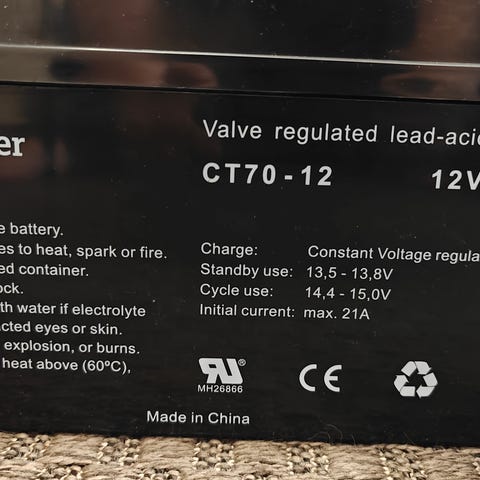 er
Valve regulated lead-acid
CT70-12
12V
e battery.
es to heat, spark or fire.
ed container.
ock.
th water if electrolyte
cted eyes or skin.
explosion, or burns.
heat above (60ºC),
Charge: Constant Voltage regula
Standby use: 13,5 - 13,8V
Cycle use: 14,4 - 15,0V
Initial current: max. 21A
RU®
MH26866
CE
Made in China